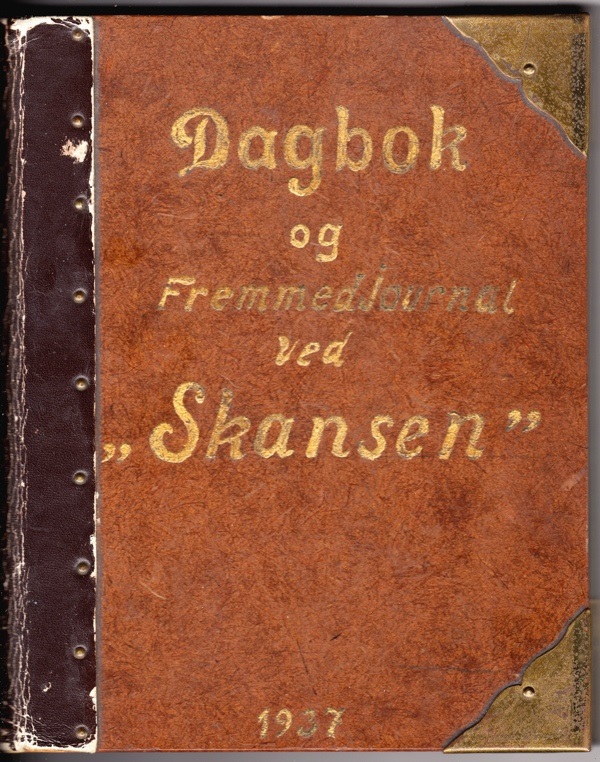 Dagbok
og
Fremmedjournal
ved
„Skansen”
1937